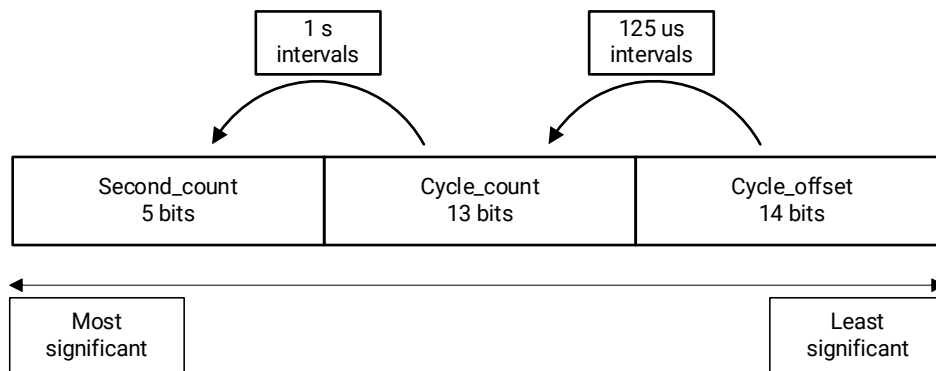 1 s
intervals
125 us
intervals
Second_count
5 bits
Cycle_count
13 bits
Cycle_offset
14 bits
Most
significant
Least
significant